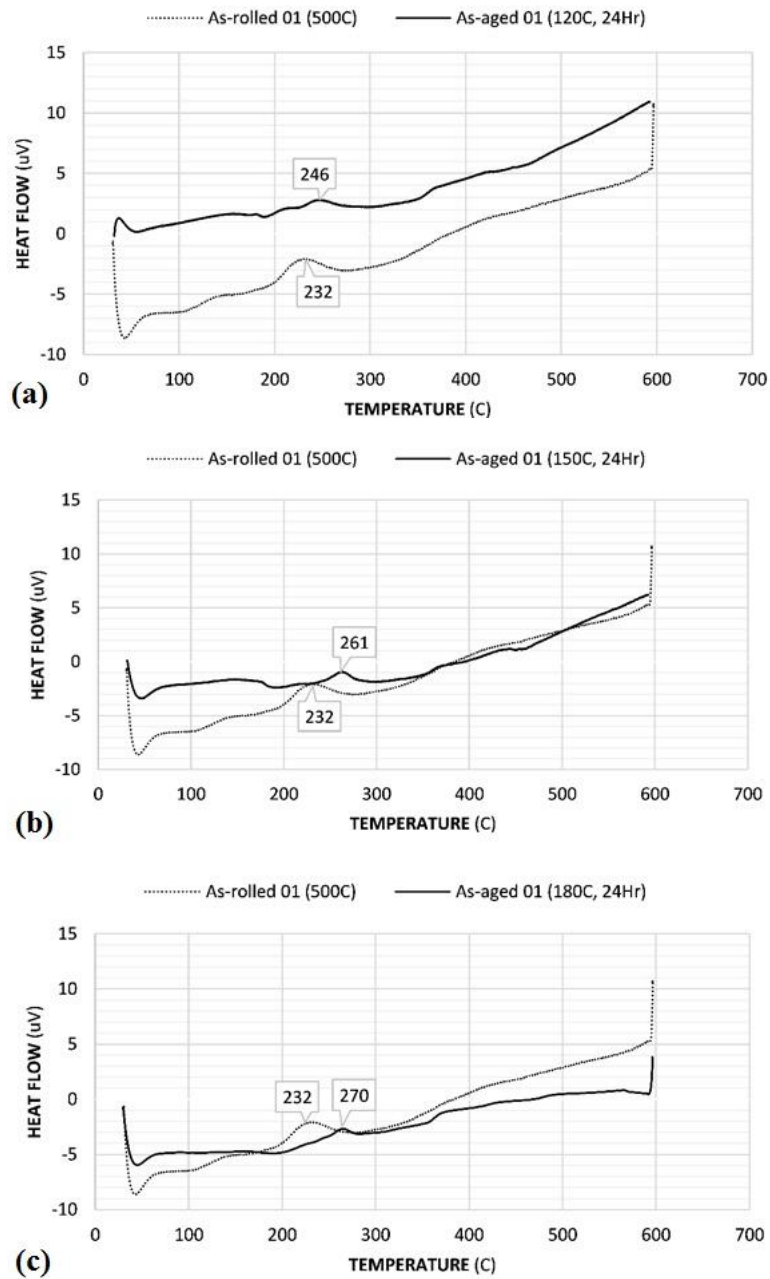 As-rolled 01 (500C) As-aged 01 (120C, 24Hr)
15
10
5
0
-5
-10
HEAT FLOW (uV)
246
232
0 100 200 300 400 500 600 700
TEMPERATURE (C)
(a)
As-rolled 01 (500C) As-aged 01 (150C, 24Hr)
15
10
5
0
-5
-10
HEAT FLOW (uV)
261
232
0 100 200 300 400 500 600 700
TEMPERATURE (C)
(b)
As-rolled 01 (500C) As-aged 01 (180C, 24Hr)
15
10
5
0
-5
-10
HEAT FLOW (uV)
232 270
0 100 200 300 400 500 600 700
TEMPERATURE (C)
(c)